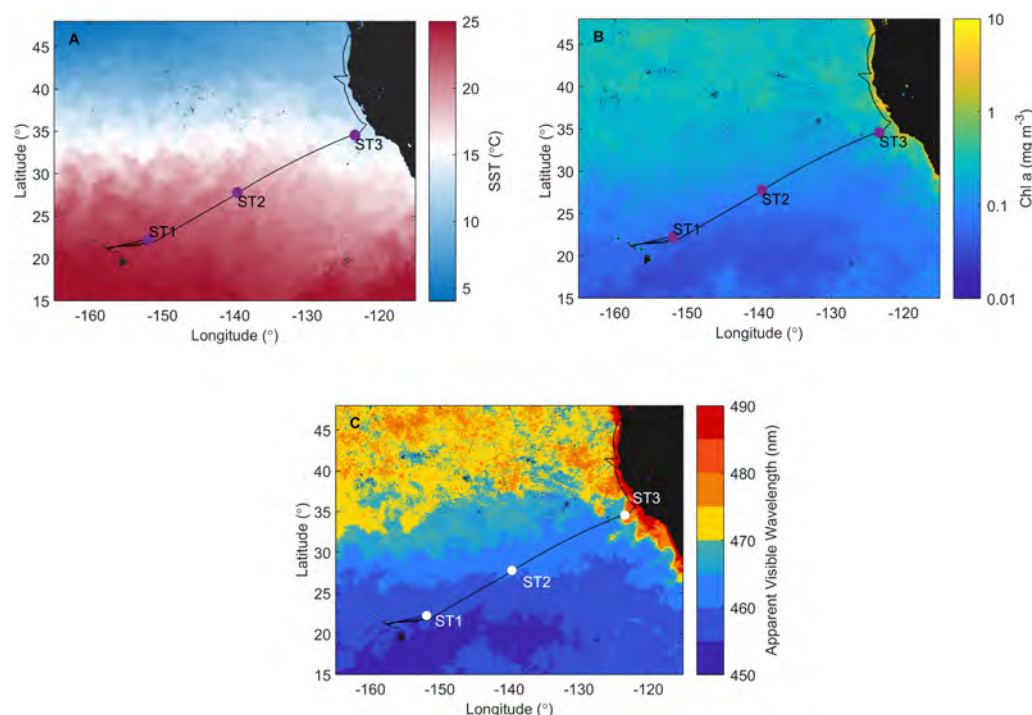 A
45
40
35
30
25
20
15
Latitude (°)
-160
-150
-140
-130
-120
Longitude (°)
ST1
ST2
ST3
25
20
15
10
5
SST (°C)
B
45
40
35
30
25
20
15
Latitude (°)
-160
-150
-140
-130
-120
Longitude (°)
ST1
ST2
ST3
10
1
0.1
0.01
Chl a (mg m-3)
C
45
40
35
30
25
20
15
Latitude (°)
-160
-150
-140
-130
-120
Longitude (°)
ST1
ST2
ST3
490
480
470
460
450
Apparent Visible Wavelength (nm)